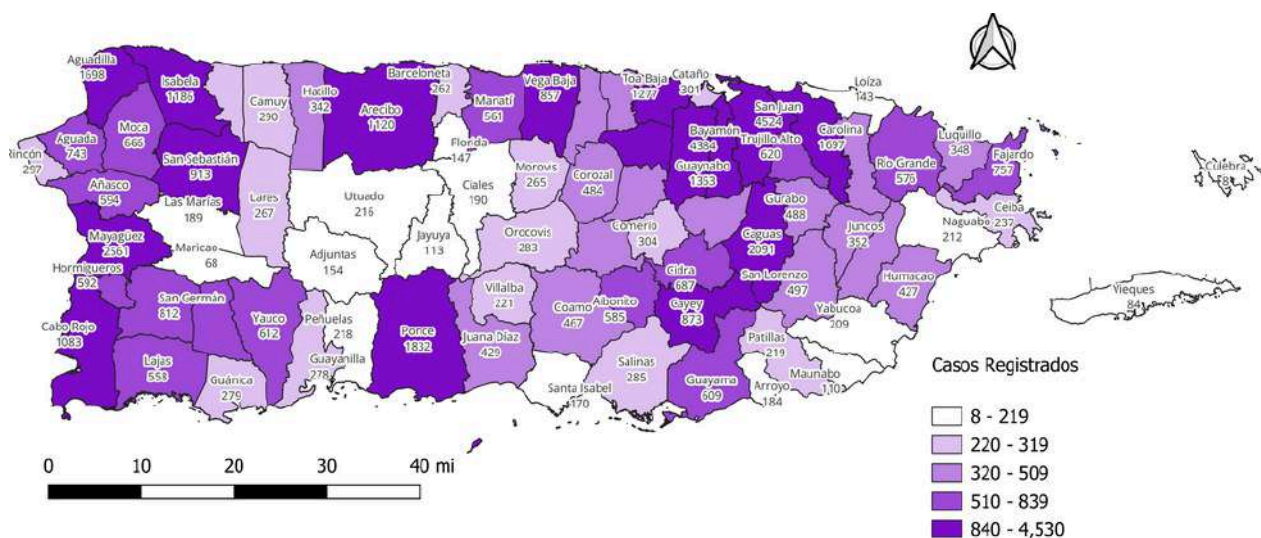 Aguadilla
1698
Isabela
1186
Camuy
290
Hatillo
342
Arecibo
1120
Barceloneta
262
Manatí
561
Vega Baja
857
Toa Baja
1277
Cataño
301
San Juan
4524
Loíza
143
Aguada
743
Moca
666
San Sebastián
913
Rincón
Florida
147
Bayamón
4384
Trujillo Alto
620
Carolina
1697
Luquillo
348
Fajardo
757
Río Grande
576
Culebra
8
Añasco
594
Las Marías
189
Lares
267
Utuado
216
Ciales
190
Morovis
265
Corozal
484
Guaynabo
Gurabo
488
Ceiba
237
Naguabo
212
Mayagüez
2561
Maricao
68
Adjuntas
154
Jayuya
113
Orocovis
283
Comerío
304
Caguas
2091
Juncos
352
Hormigueros
592
Cidra
687
San Lorenzo
497
Humacao
427
San Germán
812
Yauco
612
Peñuelas
218
Ponce
1832
Villalba
221
Coamo
467
Aibonito
585
Cayey
873
Yabucoa
209
Vieques
84
Cabo Rojo
1083
Lajas
558
Guánica
279
Guayanilla
278
Juana Díaz
429
Salinas
285
Patillas
219
Maunabo
110
Santa Isabel
170
Guayama
609
Arroyo
184
Casos Registrados
8 - 219
220 - 319
320 - 509
510 - 839
840 - 4,530
0 10 20 30 40 mi